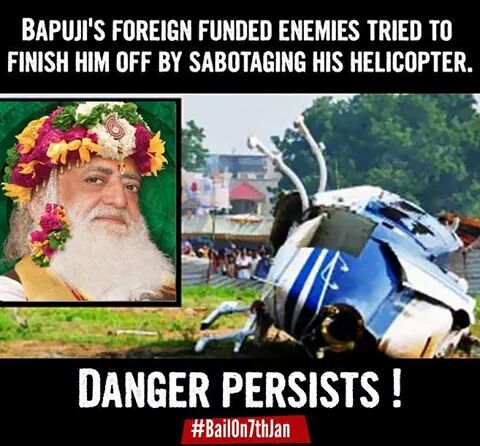 BAPUJI'S FOREIGN FUNDED ENEMIES TRIED TO
FINISH HIM OFF BY SABOTAGING HIS HELICOPTER.
DANGER PERSISTS !
#BailOn7thJan